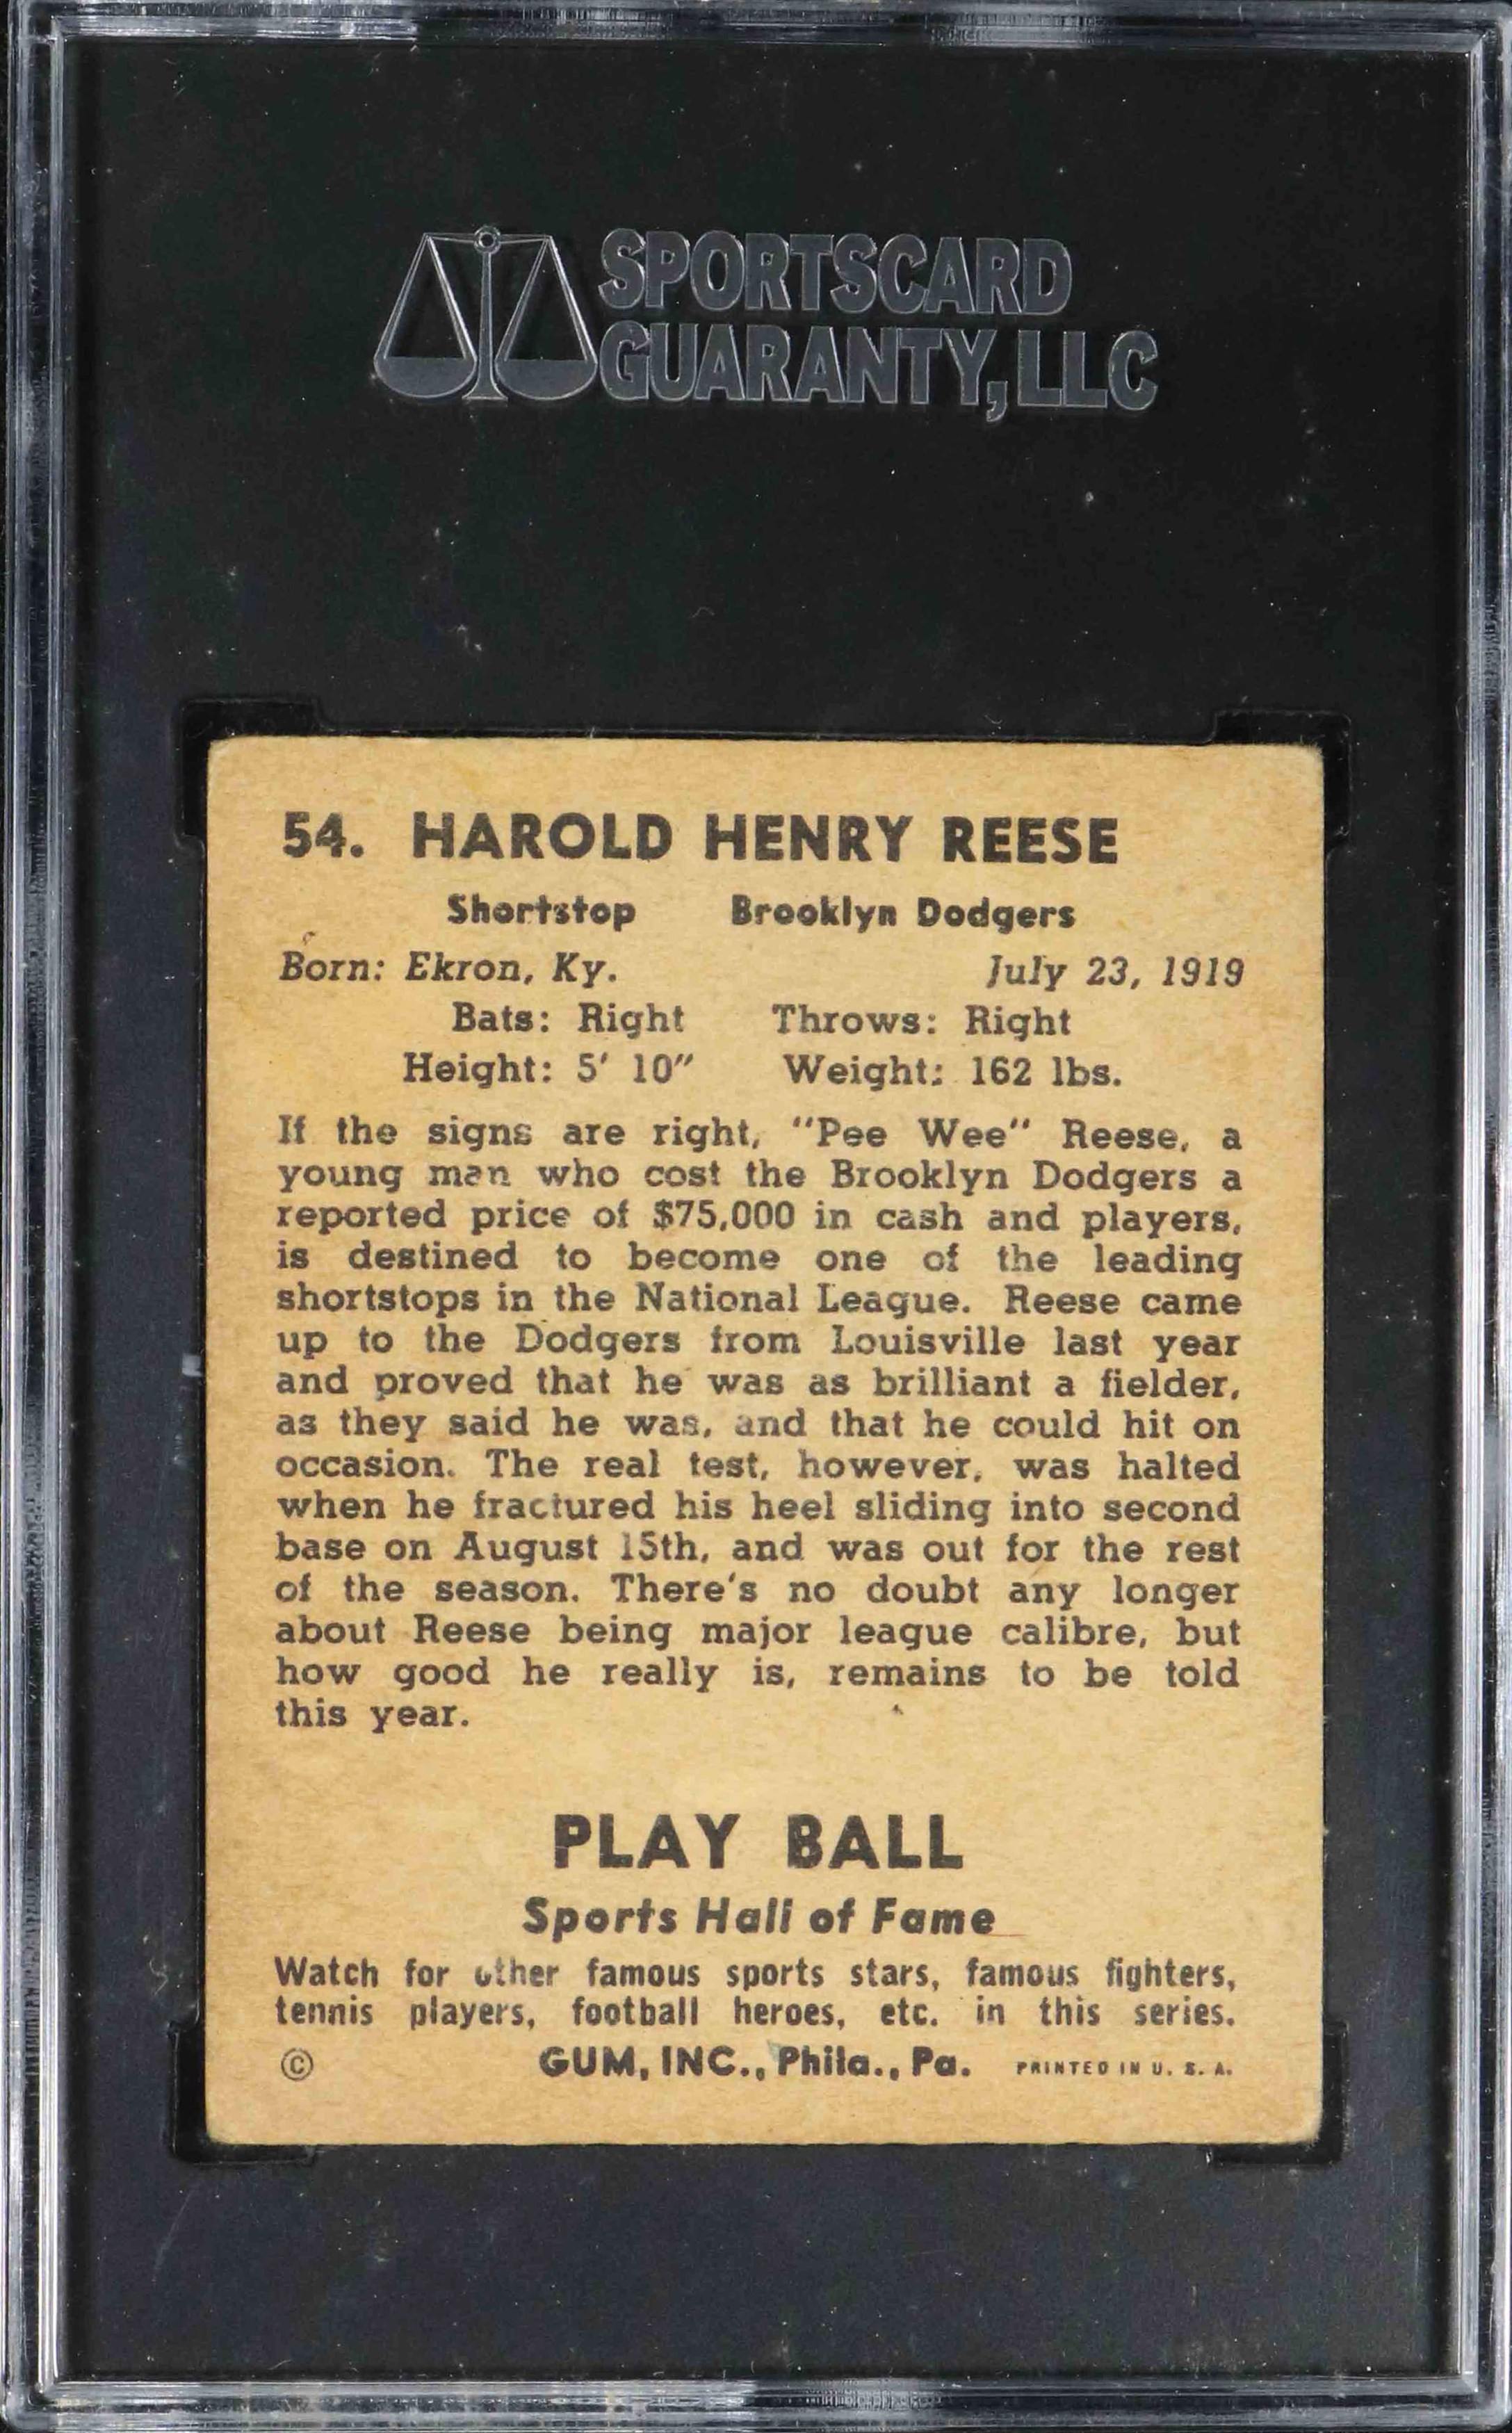 SPORTSCARD
GUARANTY, LLC
54. HAROLD HENRY REESE
Shortstop Brooklyn Dodgers
Born: Ekron, Ky. July 23, 1919
Bats: Right Throws: Right
Height: 5' 10" Weight: 162 lbs.
If the signs are right, "Pee Wee" Reese, a
young man who cost the Brooklyn Dodgers a
reported price of $75,000 in cash and players,
is destined to become one of the leading
shortstops in the National League. Reese came
up to the Dodgers from Louisville last year
and proved that he was as brilliant a fielder,
as they said he was, and that he could hit on
occasion. The real test, however, was halted
when he fractured his heel sliding into second
base on August 15th, and was out for the rest
of the season. There's no doubt any longer
about Reese being major league calibre, but
how good he really is, remains to be told
this year.
PLAY BALL
Sports Hall of Fame
Watch for other famous sports stars, famous fighters,
tennis players, football heroes, etc. in this series.
© GUM, INC., Phila., Pa. PRINTED IN U. S. A.